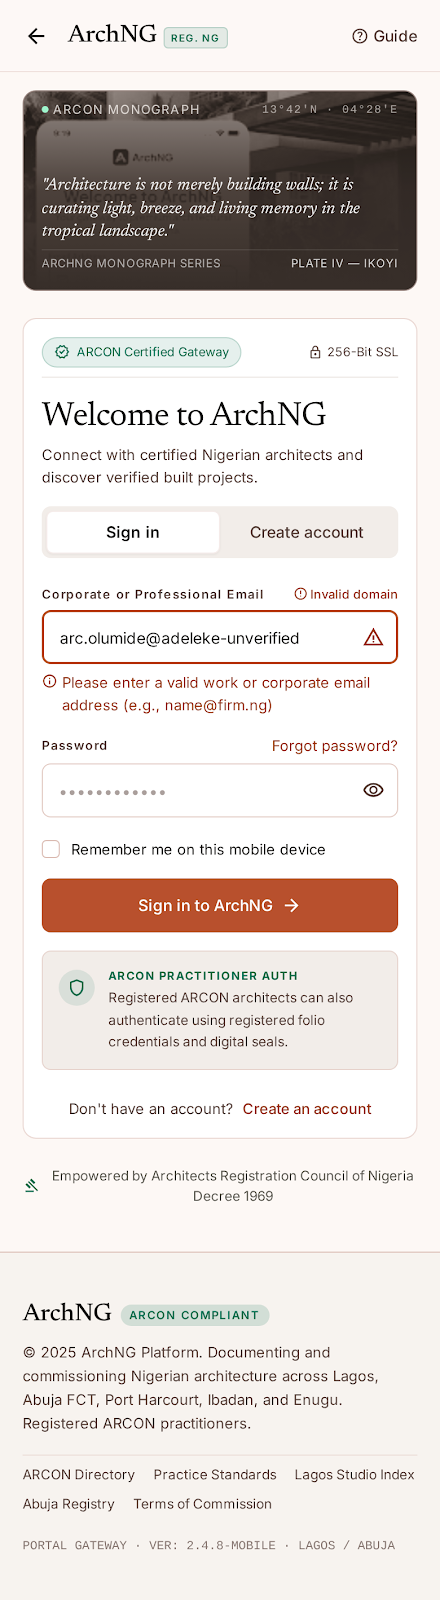 ArchNG REG. NG Guide
ARCON MONOGRAPH 13°42'N · 04°28'E
ArchNG
"Architecture is not merely building walls; it is
curating light, breeze, and living memory in the
tropical landscape."
ARCHNG MONOGRAPH SERIES PLATE IV — IKOYI
ARCON Certified Gateway 256-Bit SSL
Welcome to ArchNG
Connect with certified Nigerian architects and
discover verified built projects.
Sign in Create account
Corporate or Professional Email Invalid domain
arc.olumide@adeleke-unverified
Please enter a valid work or corporate email
address (e.g., name@firm.ng)
Password Forgot password?
••••••••••••
Remember me on this mobile device
Sign in to ArchNG →
ARCON PRACTITIONER AUTH
Registered ARCON architects can also
authenticate using registered folio
credentials and digital seals.
Don't have an account? Create an account
Empowered by Architects Registration Council of Nigeria
Decree 1969
ArchNG ARCON COMPLIANT
© 2025 ArchNG Platform. Documenting and
commissioning Nigerian architecture across Lagos,
Abuja FCT, Port Harcourt, Ibadan, and Enugu.
Registered ARCON practitioners.
ARCON Directory Practice Standards Lagos Studio Index
Abuja Registry Terms of Commission
PORTAL GATEWAY · VER: 2.4.8-MOBILE · LAGOS / ABUJA